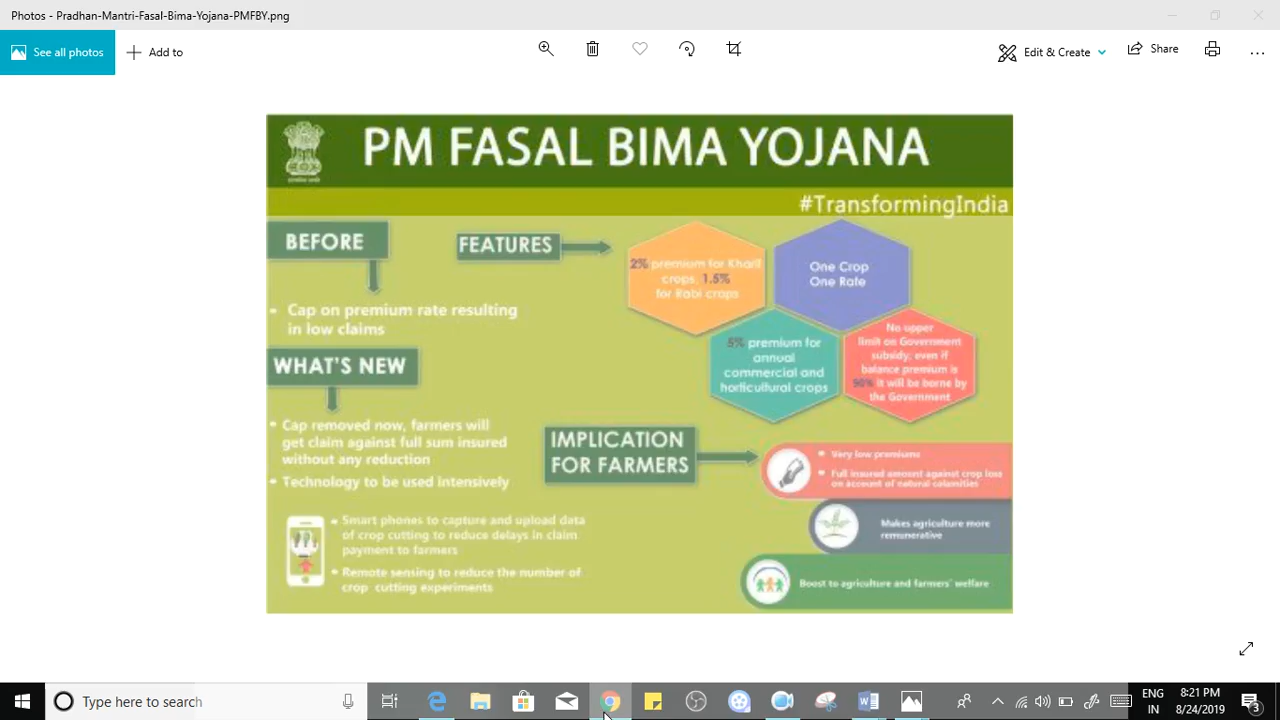 Photos - Pradhan-Mantri-Fasal-Bima-Yojana-PMFBY.png
See all photos
Add to
Edit & Create
Share
PM FASAL BIMA YOJANA
#TransformingIndia
BEFORE
Cap on premium rate resulting
in low claims
WHAT'S NEW
Cap removed now, farmers will
get claim against full sum insured
without any reduction
Technology to be used intensively
Smart phones to capture and upload data
of crop cutting to reduce delays in claim
payment to farmers
Remote sensing to reduce the number of
crop cutting experiments
FEATURES
2% premium for Kharif
crops, 1.5%
for Rabi crops
One Crop
One Rate
5% premium for
annual
commercial and
horticultural crops
No upper
limit on Government
subsidy, even if
balance premium is
90% it will be borne by
the Government
IMPLICATION
FOR FARMERS
Very low premiums
Full insured amount against crop loss
on account of natural calamities
Makes agriculture more
remunerative
Boost to agriculture and farmers' welfare
Type here to search
ENG
IN
8:21 PM
8/24/2019
3